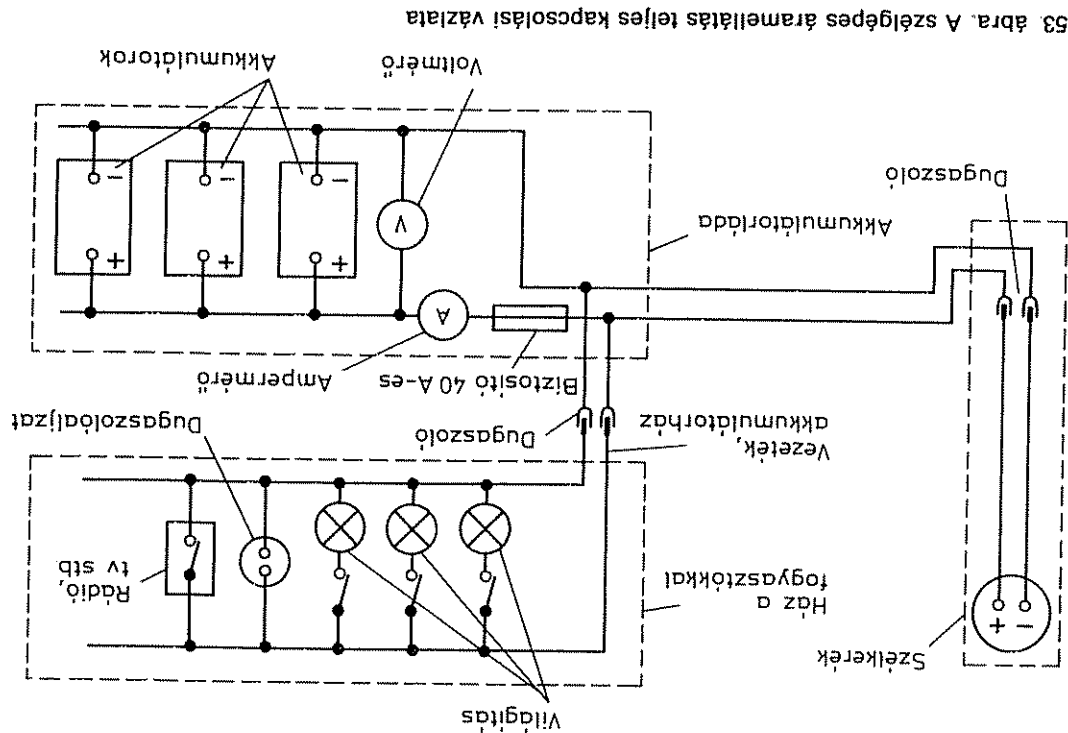 Világítás
Szélkerék
- +
Ház a
fogyasztókkal
Rádió,
tv stb
Vezeték,
akkumulátorház
Dugaszoló
Dugaszolóaljzat
Biztosító 40 A-es
Ampermérő
A
+ + +
V
- - -
Akkumulátorláda
Dugaszoló
Voltmérő
Akkumulátorok
53. ábra. A szélgépes áramellátás teljes kapcsolási vázlata